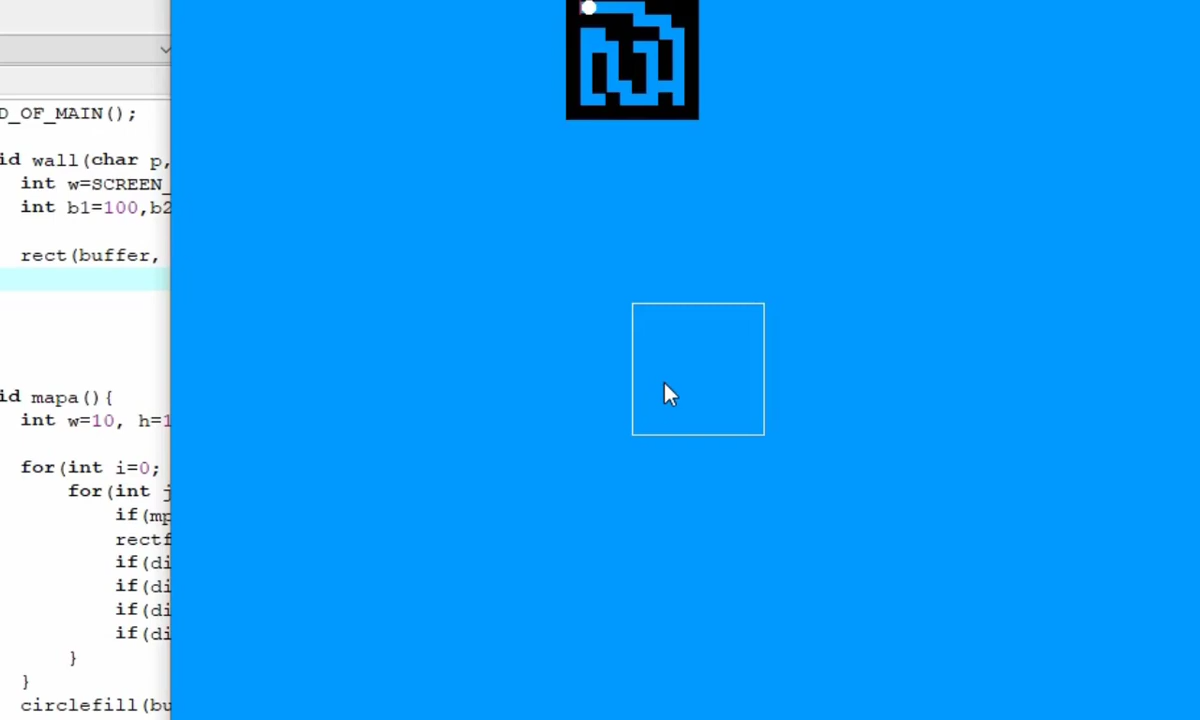 D_OF_MAIN();
id wall(char p,
int w=SCREEN_
int b1=100,b2
rect(buffer,
id mapa(){
int w=10, h=1
for(int i=0;
for(int j
if(mp
rectf
if(di
if(di
if(di
if(di
}
}
circlefill(bu